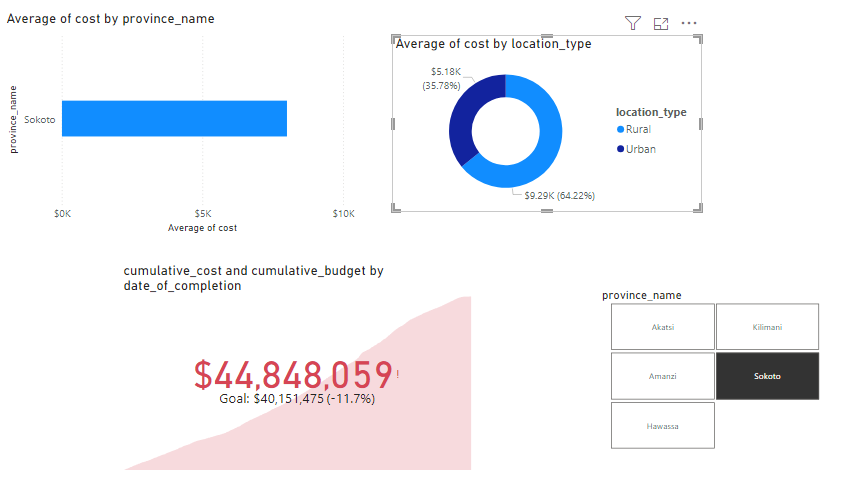 Average of cost by province_name
province_name
Sokoto
$0K
$5K
$10K
Average of cost
Average of cost by location_type
$5.18K
(35.78%)
$9.29K (64.22%)
location_type
Rural
Urban
cumulative_cost and cumulative_budget by
date_of_completion
$44,848,059!
Goal: $40,151,475 (-11.7%)
province_name
Akatsi
Kilimani
Amanzi
Sokoto
Hawassa